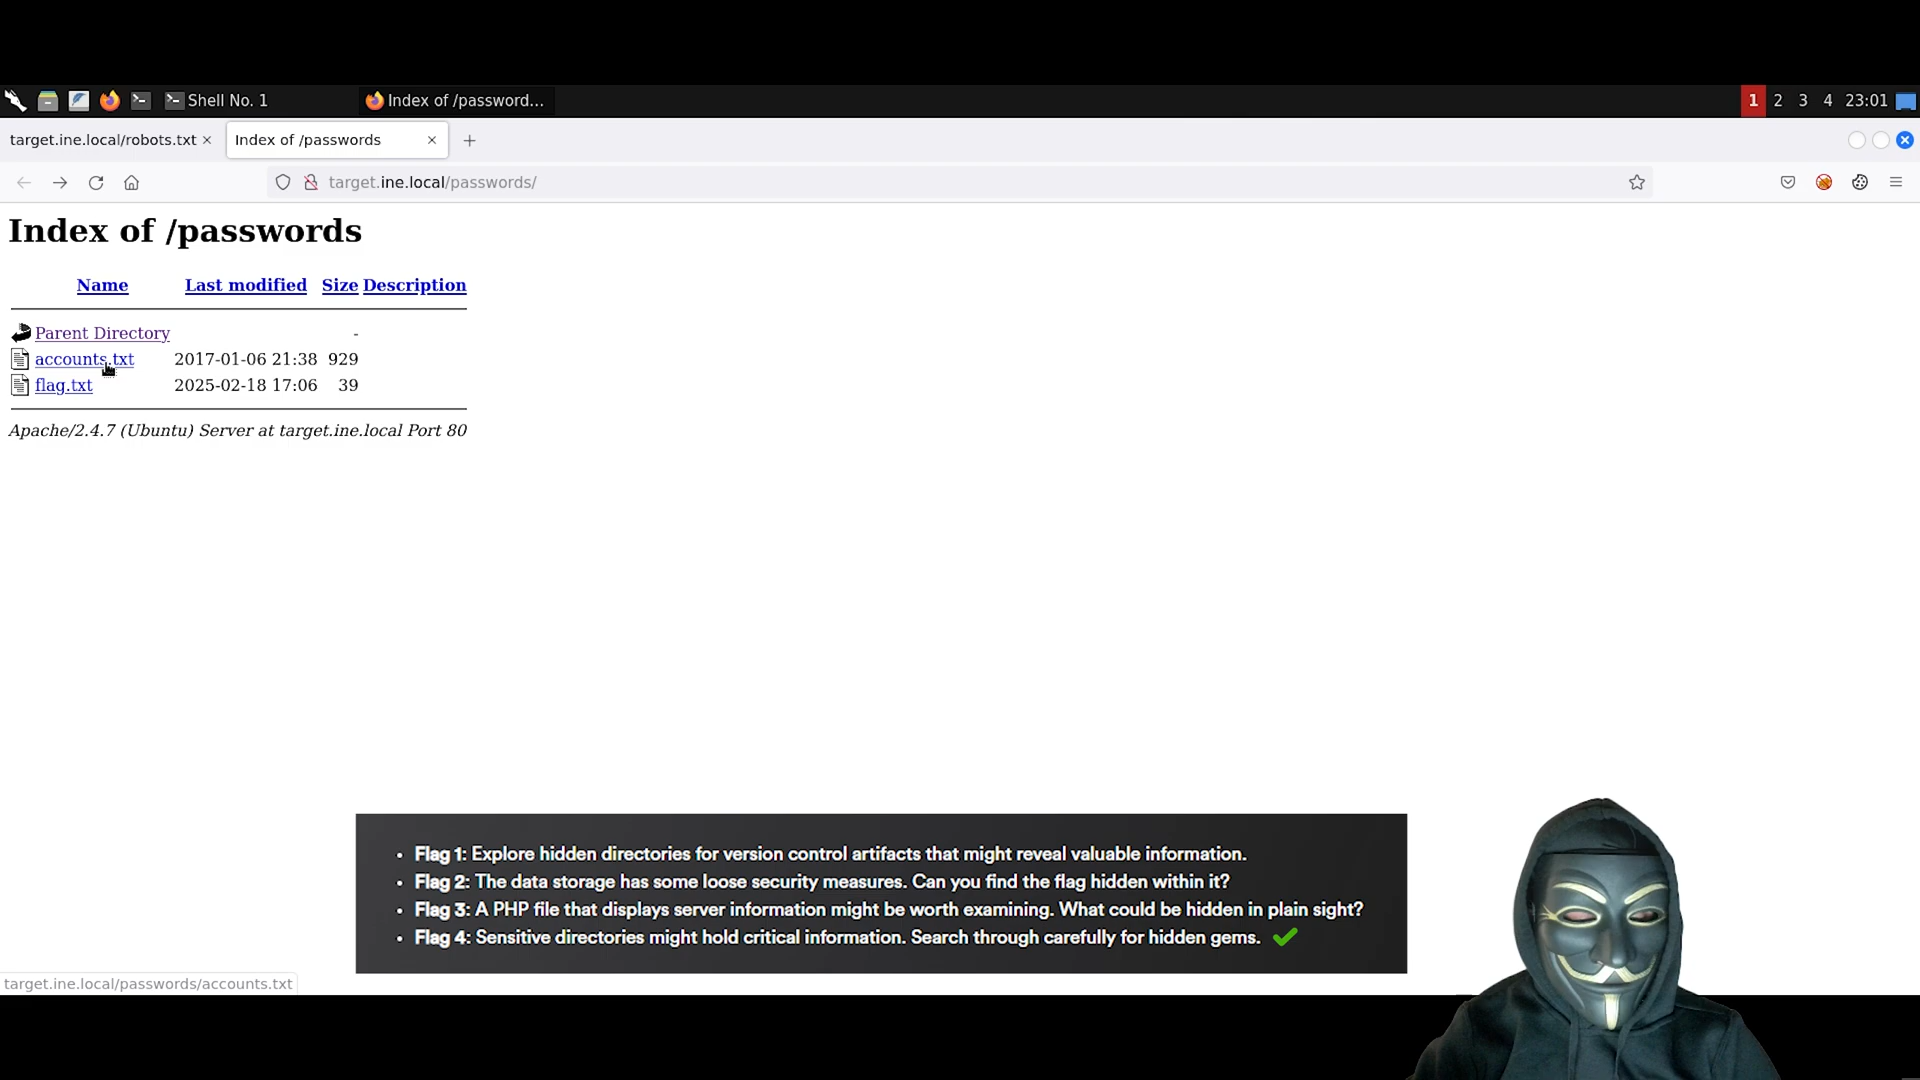 Shell No. 1
Index of /password...
1 2 3 4 23:01
target.ine.local/robots.txt
Index of /passwords
target.ine.local/passwords/
Index of /passwords
Name Last modified Size Description
Parent Directory -
accounts.txt 2017-01-06 21:38 929
flag.txt 2025-02-18 17:06 39
Apache/2.4.7 (Ubuntu) Server at target.ine.local Port 80
• Flag 1: Explore hidden directories for version control artifacts that might reveal valuable information.
• Flag 2: The data storage has some loose security measures. Can you find the flag hidden within it?
• Flag 3: A PHP file that displays server information might be worth examining. What could be hidden in plain sight?
• Flag 4: Sensitive directories might hold critical information. Search through carefully for hidden gems.
target.ine.local/passwords/accounts.txt